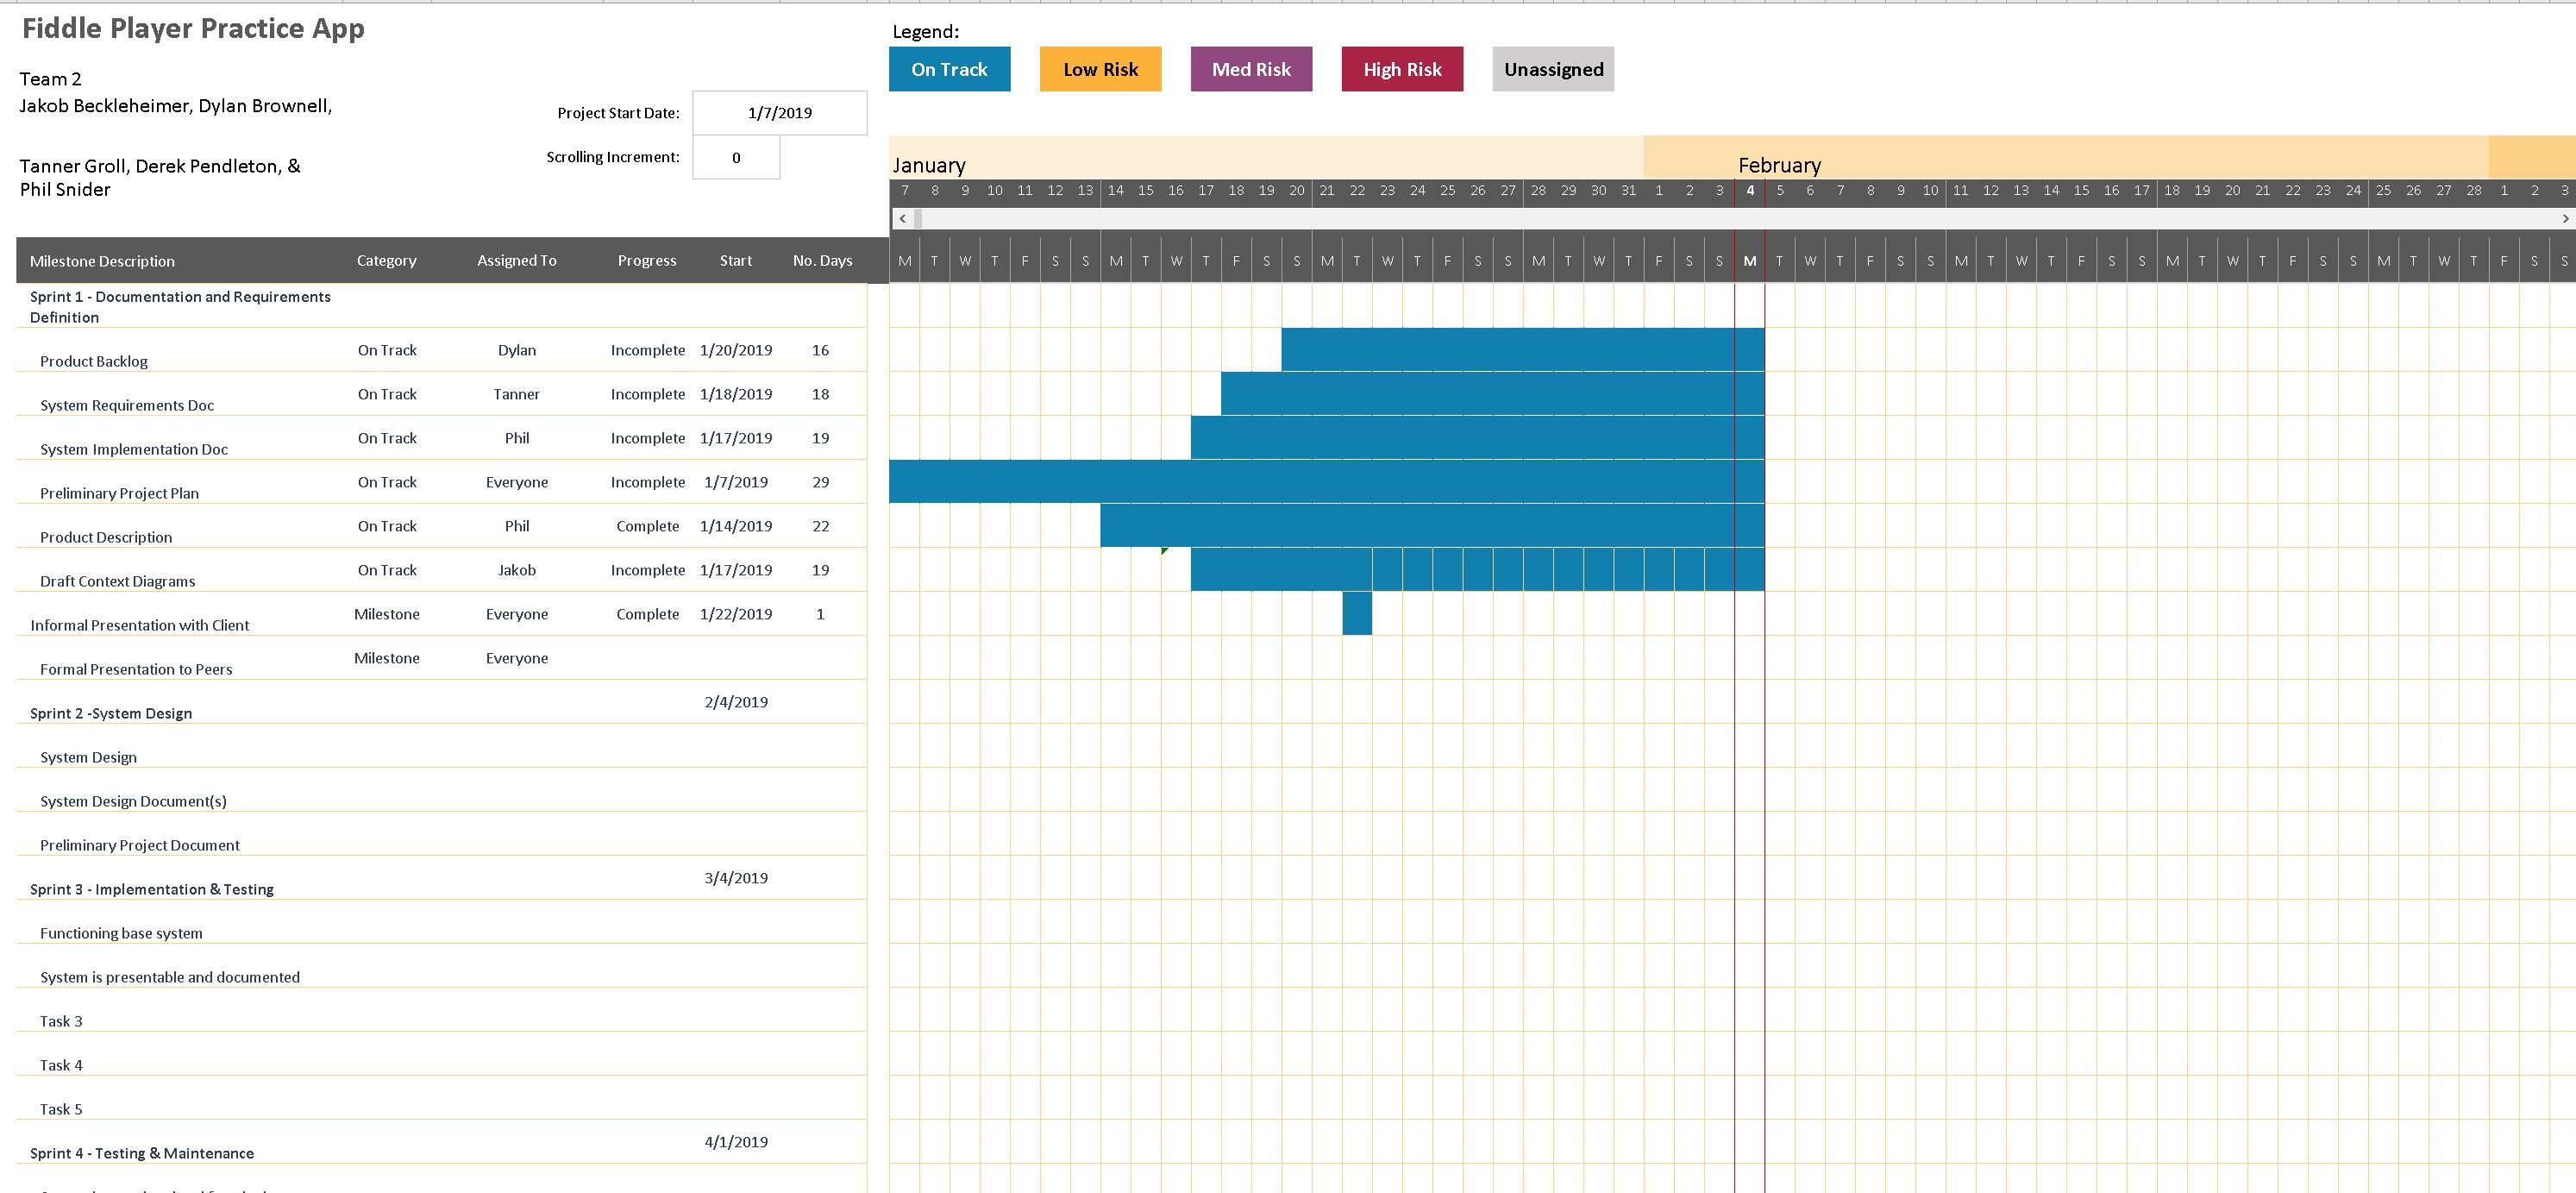 Fiddle Player Practice App
Legend:
On Track Low Risk Med Risk High Risk Unassigned
Team 2
Jakob Beckleheimer, Dylan Brownell,
Project Start Date: 1/7/2019
Scrolling Increment: 0
Tanner Groll, Derek Pendleton, &
Phil Snider
January February
7 8 9 10 11 12 13 14 15 16 17 18 19 20 21 22 23 24 25 26 27 28 29 30 31 1 2 3 4 5 6 7 8 9 10 11 12 13 14 15 16 17 18 19 20 21 22 23 24 25 26 27 28 1 2 3
Milestone Description Category Assigned To Progress Start No. Days M T W T F S S M T W T F S S M T W T F S S M T W T F S S M T W T F S S M T W T F S S M T W T F S S M T W T F S S
Sprint 1 - Documentation and Requirements
Definition
Product Backlog On Track Dylan Incomplete 1/20/2019 16
System Requirements Doc On Track Tanner Incomplete 1/18/2019 18
System Implementation Doc On Track Phil Incomplete 1/17/2019 19
Preliminary Project Plan On Track Everyone Incomplete 1/7/2019 29
Product Description On Track Phil Complete 1/14/2019 22
Draft Context Diagrams On Track Jakob Incomplete 1/17/2019 19
Informal Presentation with Client Milestone Everyone Complete 1/22/2019 1
Formal Presentation to Peers Milestone Everyone
Sprint 2 -System Design 2/4/2019
System Design
System Design Document(s)
Preliminary Project Document
Sprint 3 - Implementation & Testing 3/4/2019
Functioning base system
System is presentable and documented
Task 3
Task 4
Task 5
Sprint 4 - Testing & Maintenance 4/1/2019